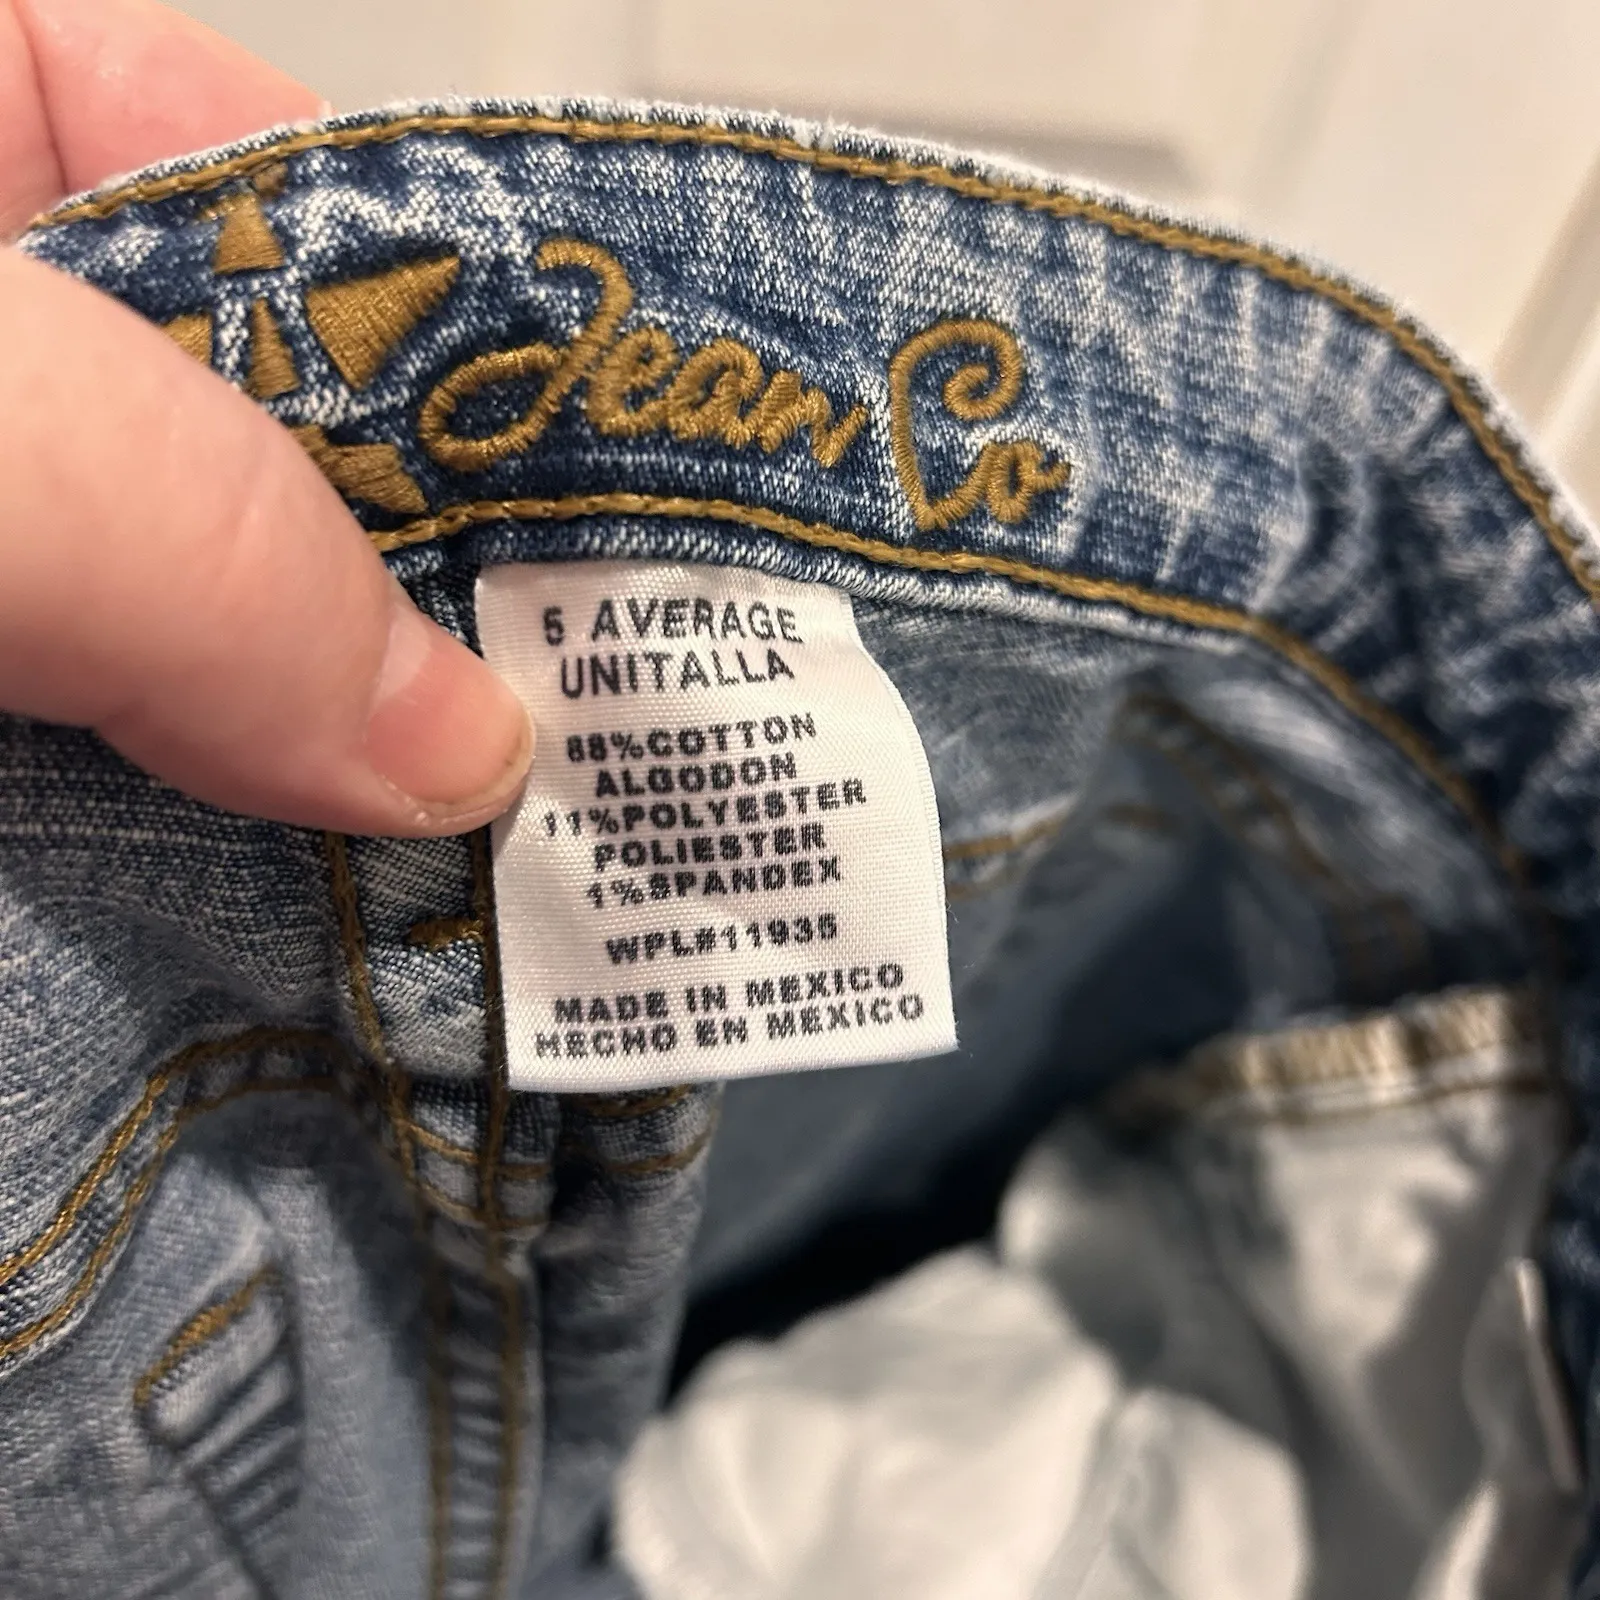 Jean Co
5 AVERAGE
UNITALLA
88%COTTON
ALGODON
11%POLYESTER
POLIESTER
1%SPANDEX
WPL#11935
MADE IN MEXICO
HECHO EN MEXICO